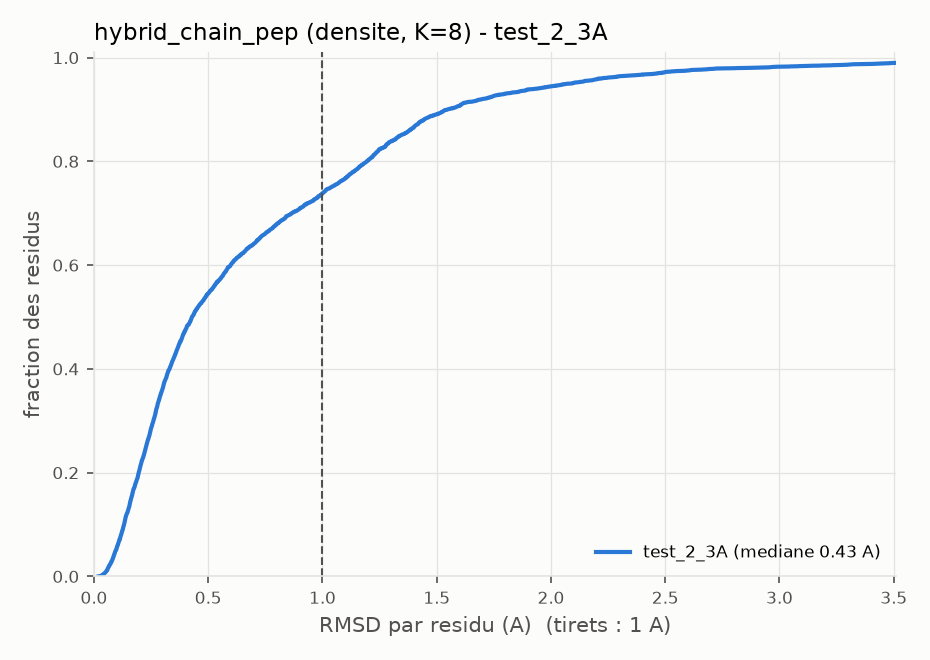 hybrid_chain_pep (densite, K=8) - test_2_3A
1.0
0.8
0.6
0.4
0.2
0.0
fraction des residus
test_2_3A (mediane 0.43 A)
0.0 0.5 1.0 1.5 2.0 2.5 3.0 3.5
RMSD par residu (A) (tirets : 1 A)